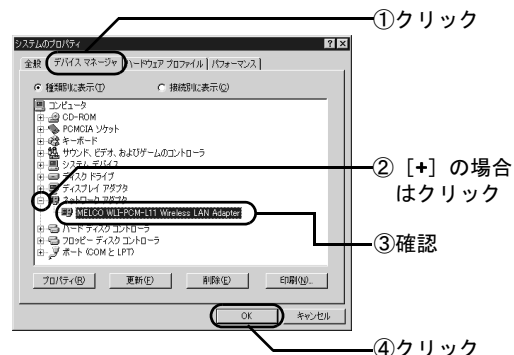 ①クリック
システムのプロパティ
全般 デバイス マネージャ ハードウェア プロファイル パフォーマンス
種類別に表示(T) 接続別に表示(C)
コンピュータ
CD-ROM
PCMCIA ソケット
キーボード
サウンド、ビデオ、およびゲームのコントローラ
システム デバイス
ディスク ドライブ
ディスプレイ アダプタ
ネットワーク アダプタ
MELCO WLI-PCM-L11 Wireless LAN Adapter
ハード ディスク コントローラ
フロッピー ディスク コントローラ
ポート (COM と LPT)
②［+］の場合
はクリック
③確認
プロパティ(R) 更新(F) 削除(E) 印刷(N)...
OK キャンセル
④クリック